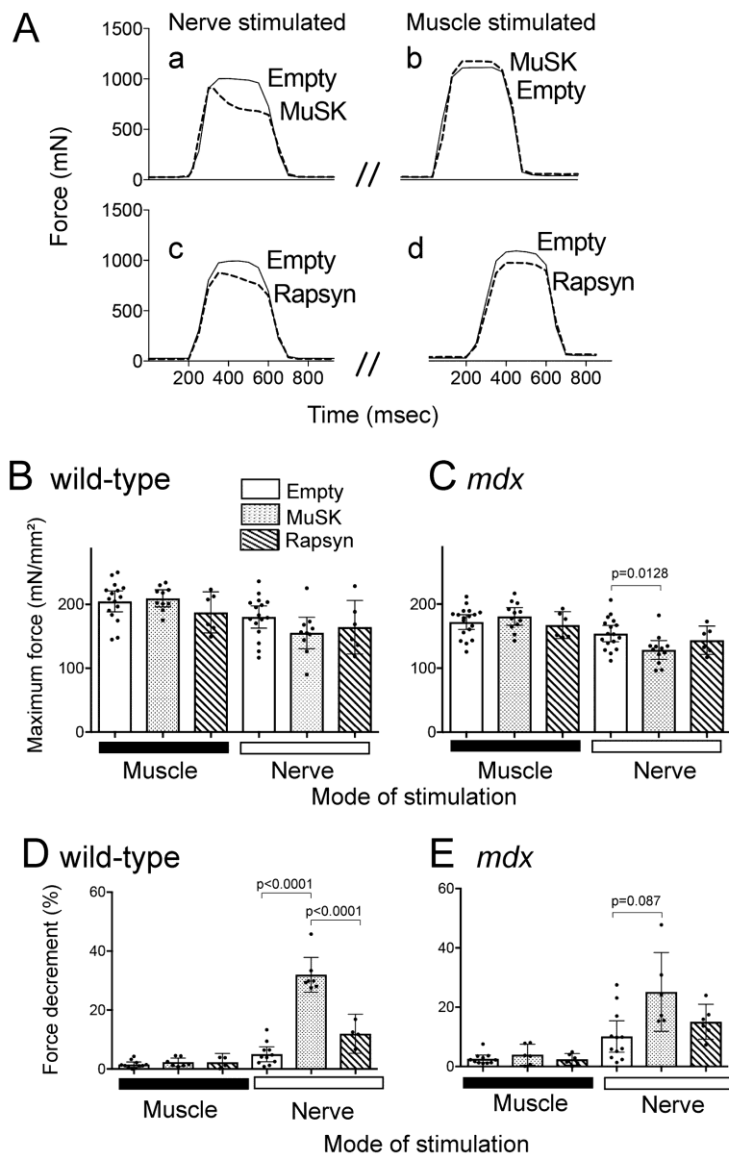 A
Nerve stimulated
Muscle stimulated
a
Empty
MuSK
b
MuSK
Empty
1500
1000
500
0
//
c
Empty
Rapsyn
d
Empty
Rapsyn
1500
1000
500
0
Force (mN)
200 400 600 800
//
200 400 600 800
Time (msec)
B wild-type
Empty
MuSK
Rapsyn
C mdx
p=0.0128
Maximum force (mN/mm²)
200
100
0
200
100
0
Muscle
Nerve
Muscle
Nerve
Mode of stimulation
D wild-type
E mdx
Force decrement (%)
60
40
20
0
p<0.0001
p<0.0001
60
40
20
0
p=0.087
Muscle
Nerve
Muscle
Nerve
Mode of stimulation